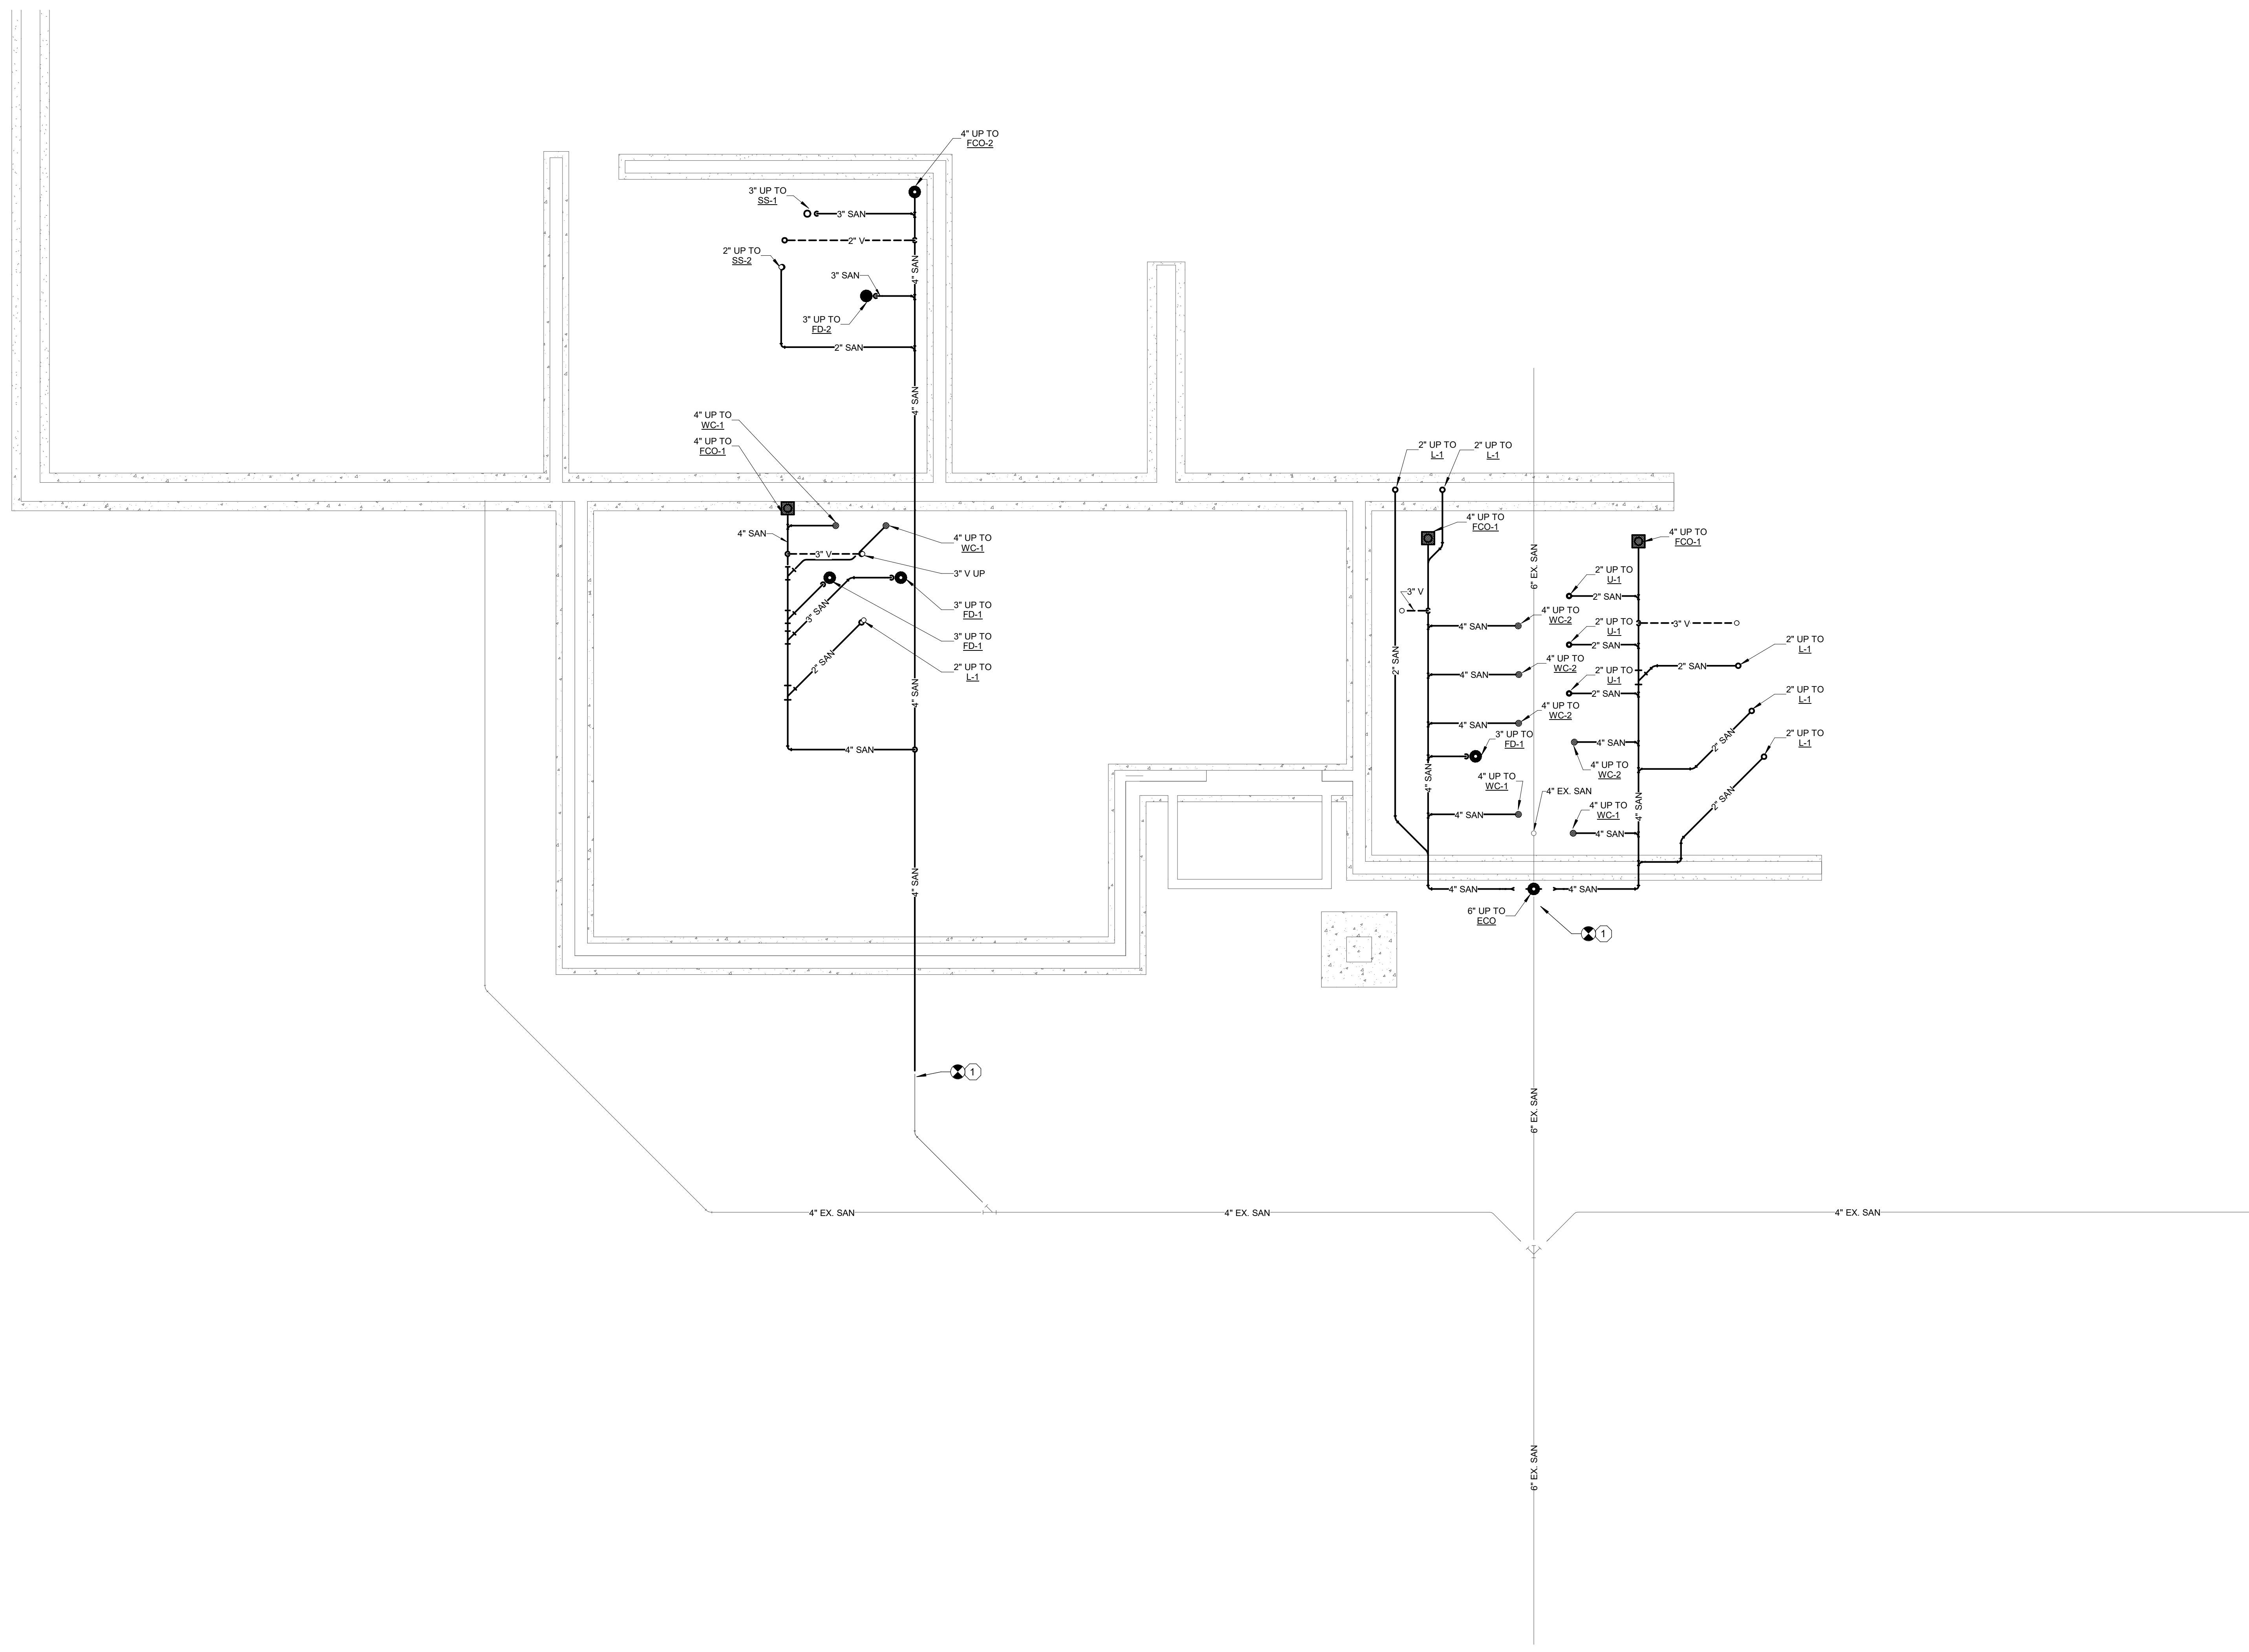 4" UP TO
FCO-2
3" UP TO
SS-1
3" SAN
2" V
2" UP TO
SS-2
4" SAN
3" SAN
3" UP TO
FD-2
2" SAN
4" SAN
4" UP TO
WC-1
4" UP TO
FCO-1
4" SAN
4" UP TO
WC-1
3" V
3" V UP
3" SAN
3" UP TO
FD-1
3" UP TO
FD-1
2" SAN
2" UP TO
L-1
4" SAN
4" SAN
4" SAN
1
2" UP TO
L-1
2" UP TO
L-1
4" UP TO
FCO-1
6" EX. SAN
4" UP TO
FCO-1
3" V
2" UP TO
U-1
2" SAN
4" UP TO
WC-2
4" SAN
3" V
2" UP TO
U-1
2" SAN
2" SAN
4" UP TO
WC-2
4" SAN
2" UP TO
L-1
2" SAN
2" UP TO
U-1
2" SAN
2" UP TO
L-1
4" UP TO
WC-2
4" SAN
3" UP TO
FD-1
4" SAN
2" SAN
2" UP TO
L-1
4" UP TO
WC-2
4" SAN
4" UP TO
WC-1
4" EX. SAN
4" SAN
4" UP TO
WC-1
4" SAN
4" SAN
2" SAN
4" SAN
4" SAN
6" UP TO
ECO
1
6" EX. SAN
4" EX. SAN
4" EX. SAN
4" EX. SAN
6" EX. SAN